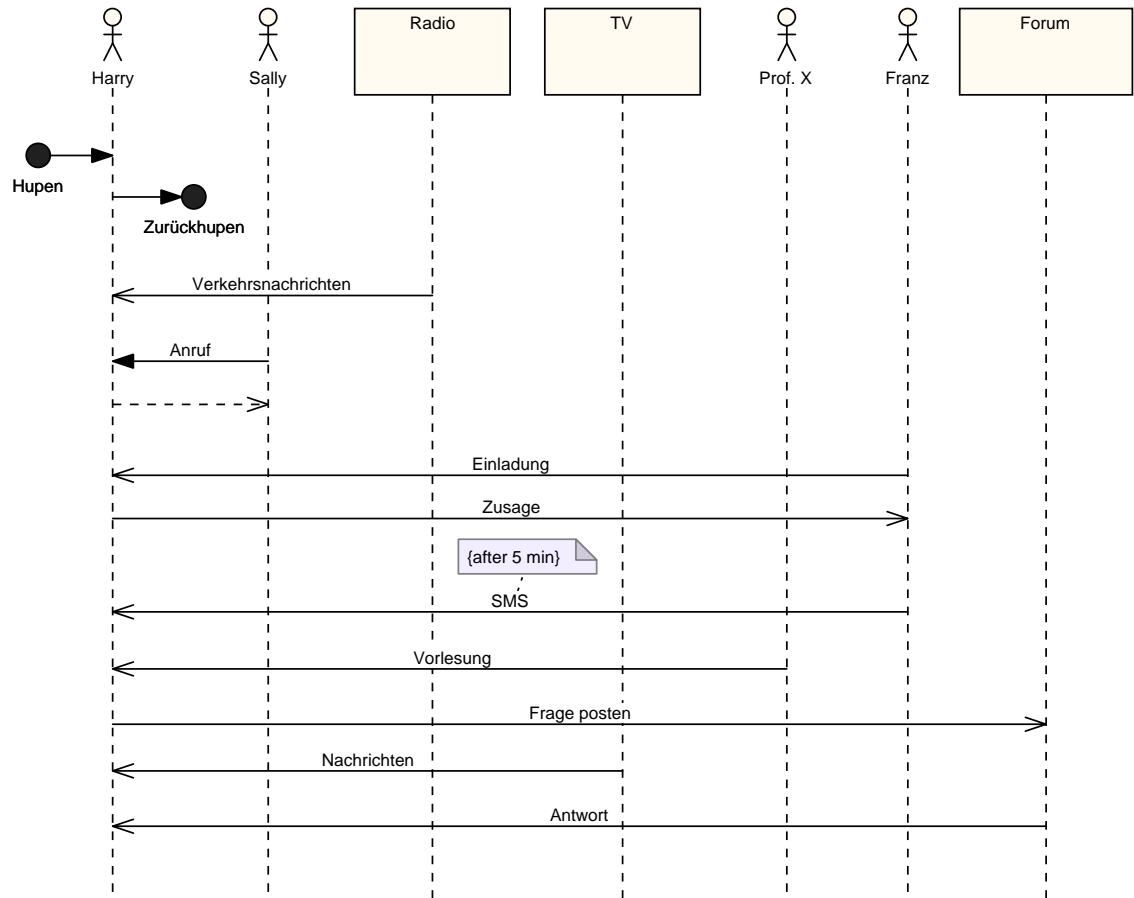 Harry
Sally
Radio
TV
Prof. X
Franz
Forum
Hupen
Zurückhupen
Verkehrsnachrichten
Anruf
Einladung
Zusage
{after 5 min}
SMS
Vorlesung
Frage posten
Nachrichten
Antwort